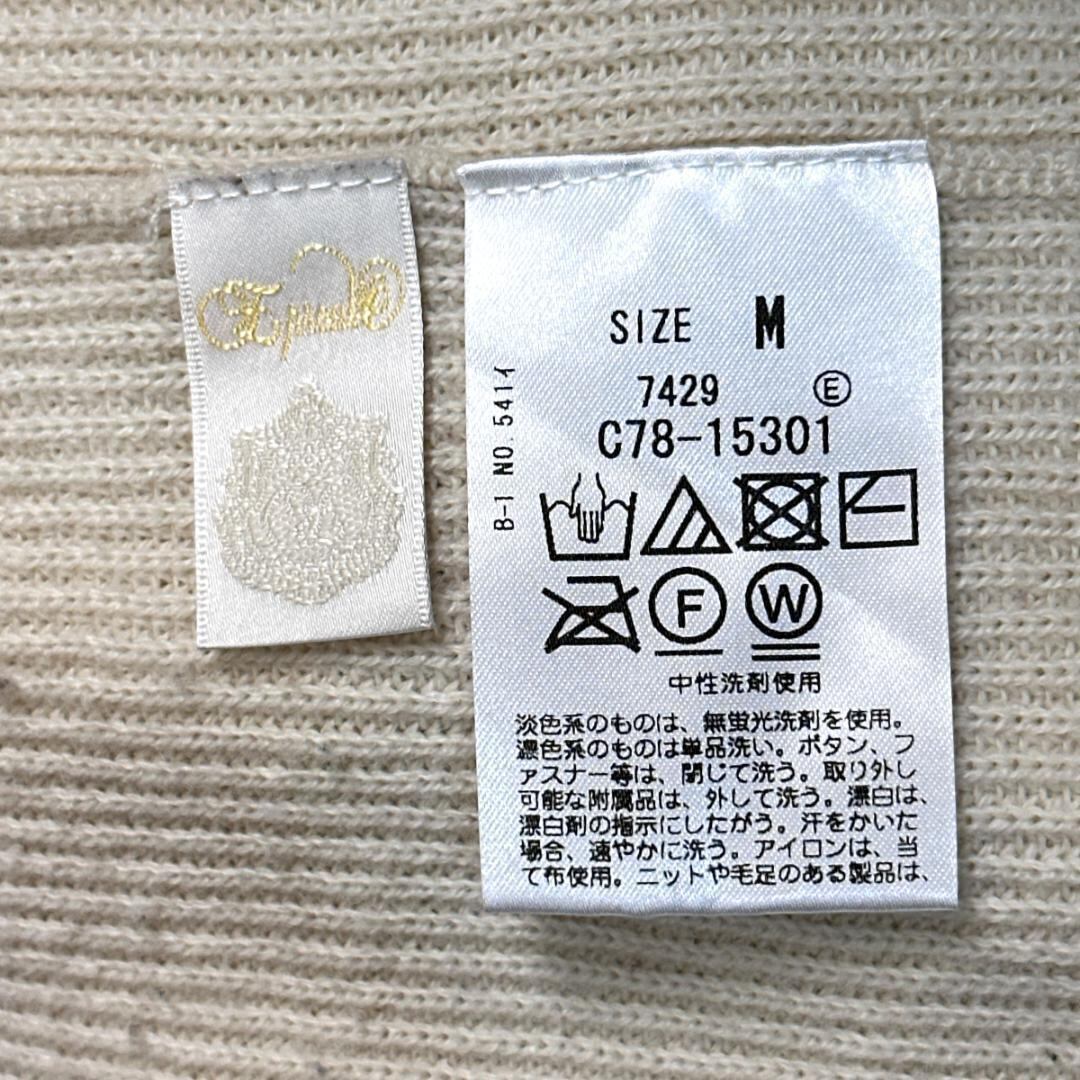 SIZE M
7429 Ⓔ
C78-15301
B-1 NO.5414イ
F W
中性洗剤使用
淡色系のものは、無蛍光洗剤を使用。
濃色系のものは単品洗い。ボタン、フ
ァスナー等は、閉じて洗う。取り外し
可能な附属品は、外して洗う。漂白は、
漂白剤の指示にしたがう。汗をかいた
場合、速やかに洗う。アイロンは、当
て布使用。ニットや毛足のある製品は、